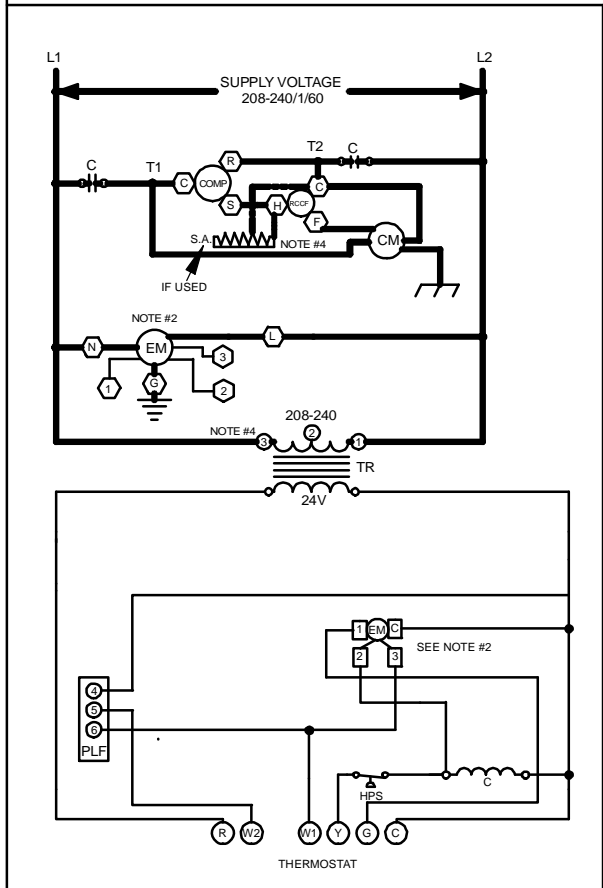 L1
L2
SUPPLY VOLTAGE
208-240/1/60
C
T1
T2
C
R
C
COMP
C
S
H
RCCF
F
S.A.
NOTE #4
CM
IF USED
NOTE #2
N
EM
L
3
1
G
2
208-240
NOTE #4
3
2
1
TR
24V
1
EM
C
SEE NOTE #2
2
3
4
5
6
PLF
HPS
C
R
W2
W1
Y
G
C
THERMOSTAT